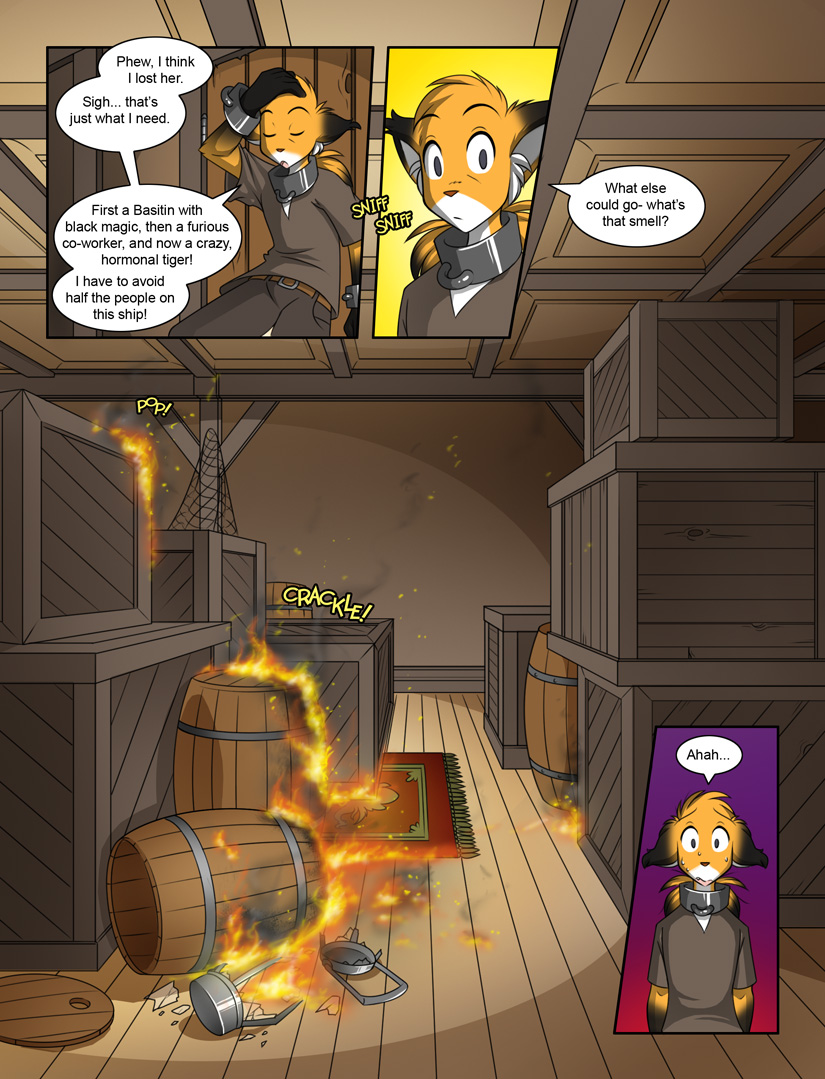 Phew, I think
I lost her.
Sigh... that's
just what I need.
First a Basitin with
black magic, then a furious
co-worker, and now a crazy,
hormonal tiger!
I have to avoid
half the people on
this ship!
SNIFF
SNIFF
What else
could go- what's
that smell?
POP!
CRACKLE!
Ahah...